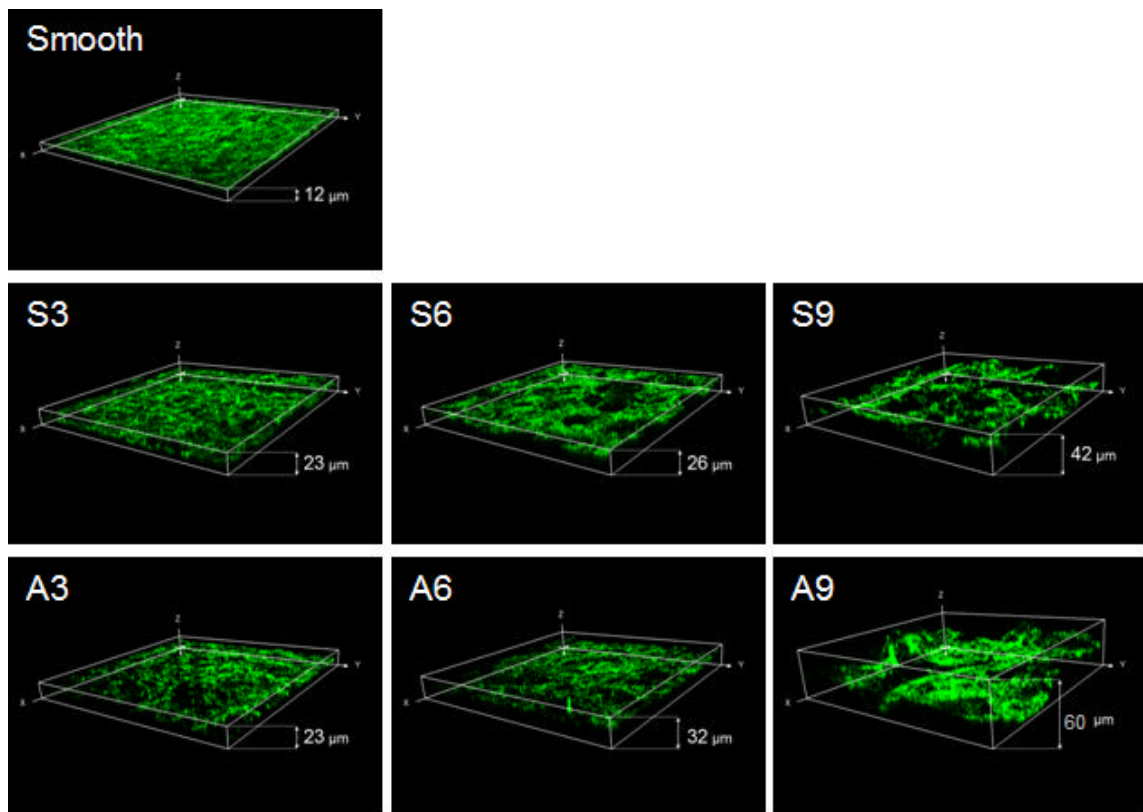 Smooth
Z
X
Y
12 µm
S3
Z
X
Y
23 µm
S6
Z
X
Y
26 µm
S9
Z
X
Y
42 µm
A3
Z
X
Y
23 µm
A6
Z
X
Y
32 µm
A9
Z
X
Y
60 µm